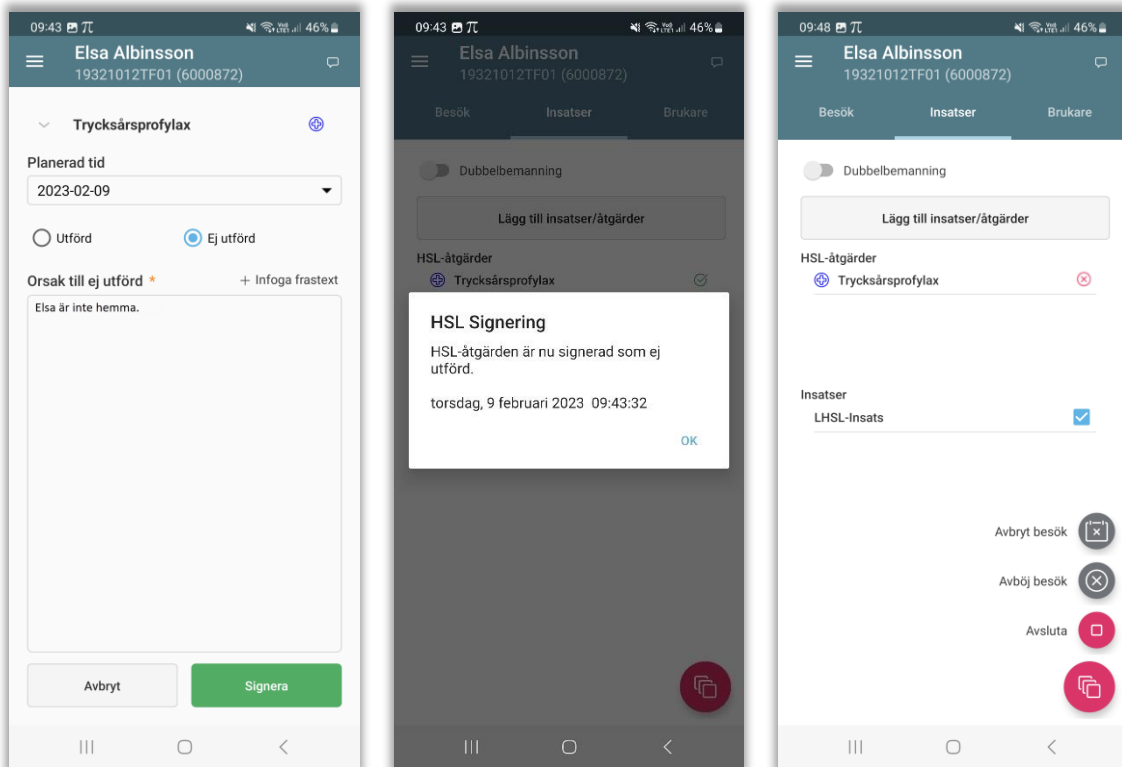 09:43 46%
Elsa Albinsson
19321012TF01 (6000872)
Trycksårsprofylax
Planerad tid
2023-02-09
Utförd Ej utförd
Orsak till ej utförd * + Infoga frastext
Elsa är inte hemma.
Avbryt Signera
09:43 46%
Elsa Albinsson
19321012TF01 (6000872)
Besök Insatser Brukare
Dubbelbemanning
Lägg till insatser/åtgärder
HSL-åtgärder
Trycksårsprofylax
HSL Signering
HSL-åtgärden är nu signerad som ej
utförd.
torsdag, 9 februari 2023 09:43:32
OK
09:48 46%
Elsa Albinsson
19321012TF01 (6000872)
Besök Insatser Brukare
Dubbelbemanning
Lägg till insatser/åtgärder
HSL-åtgärder
Trycksårsprofylax
Insatser
LHSL-Insats
Avbryt besök
Avböj besök
Avsluta